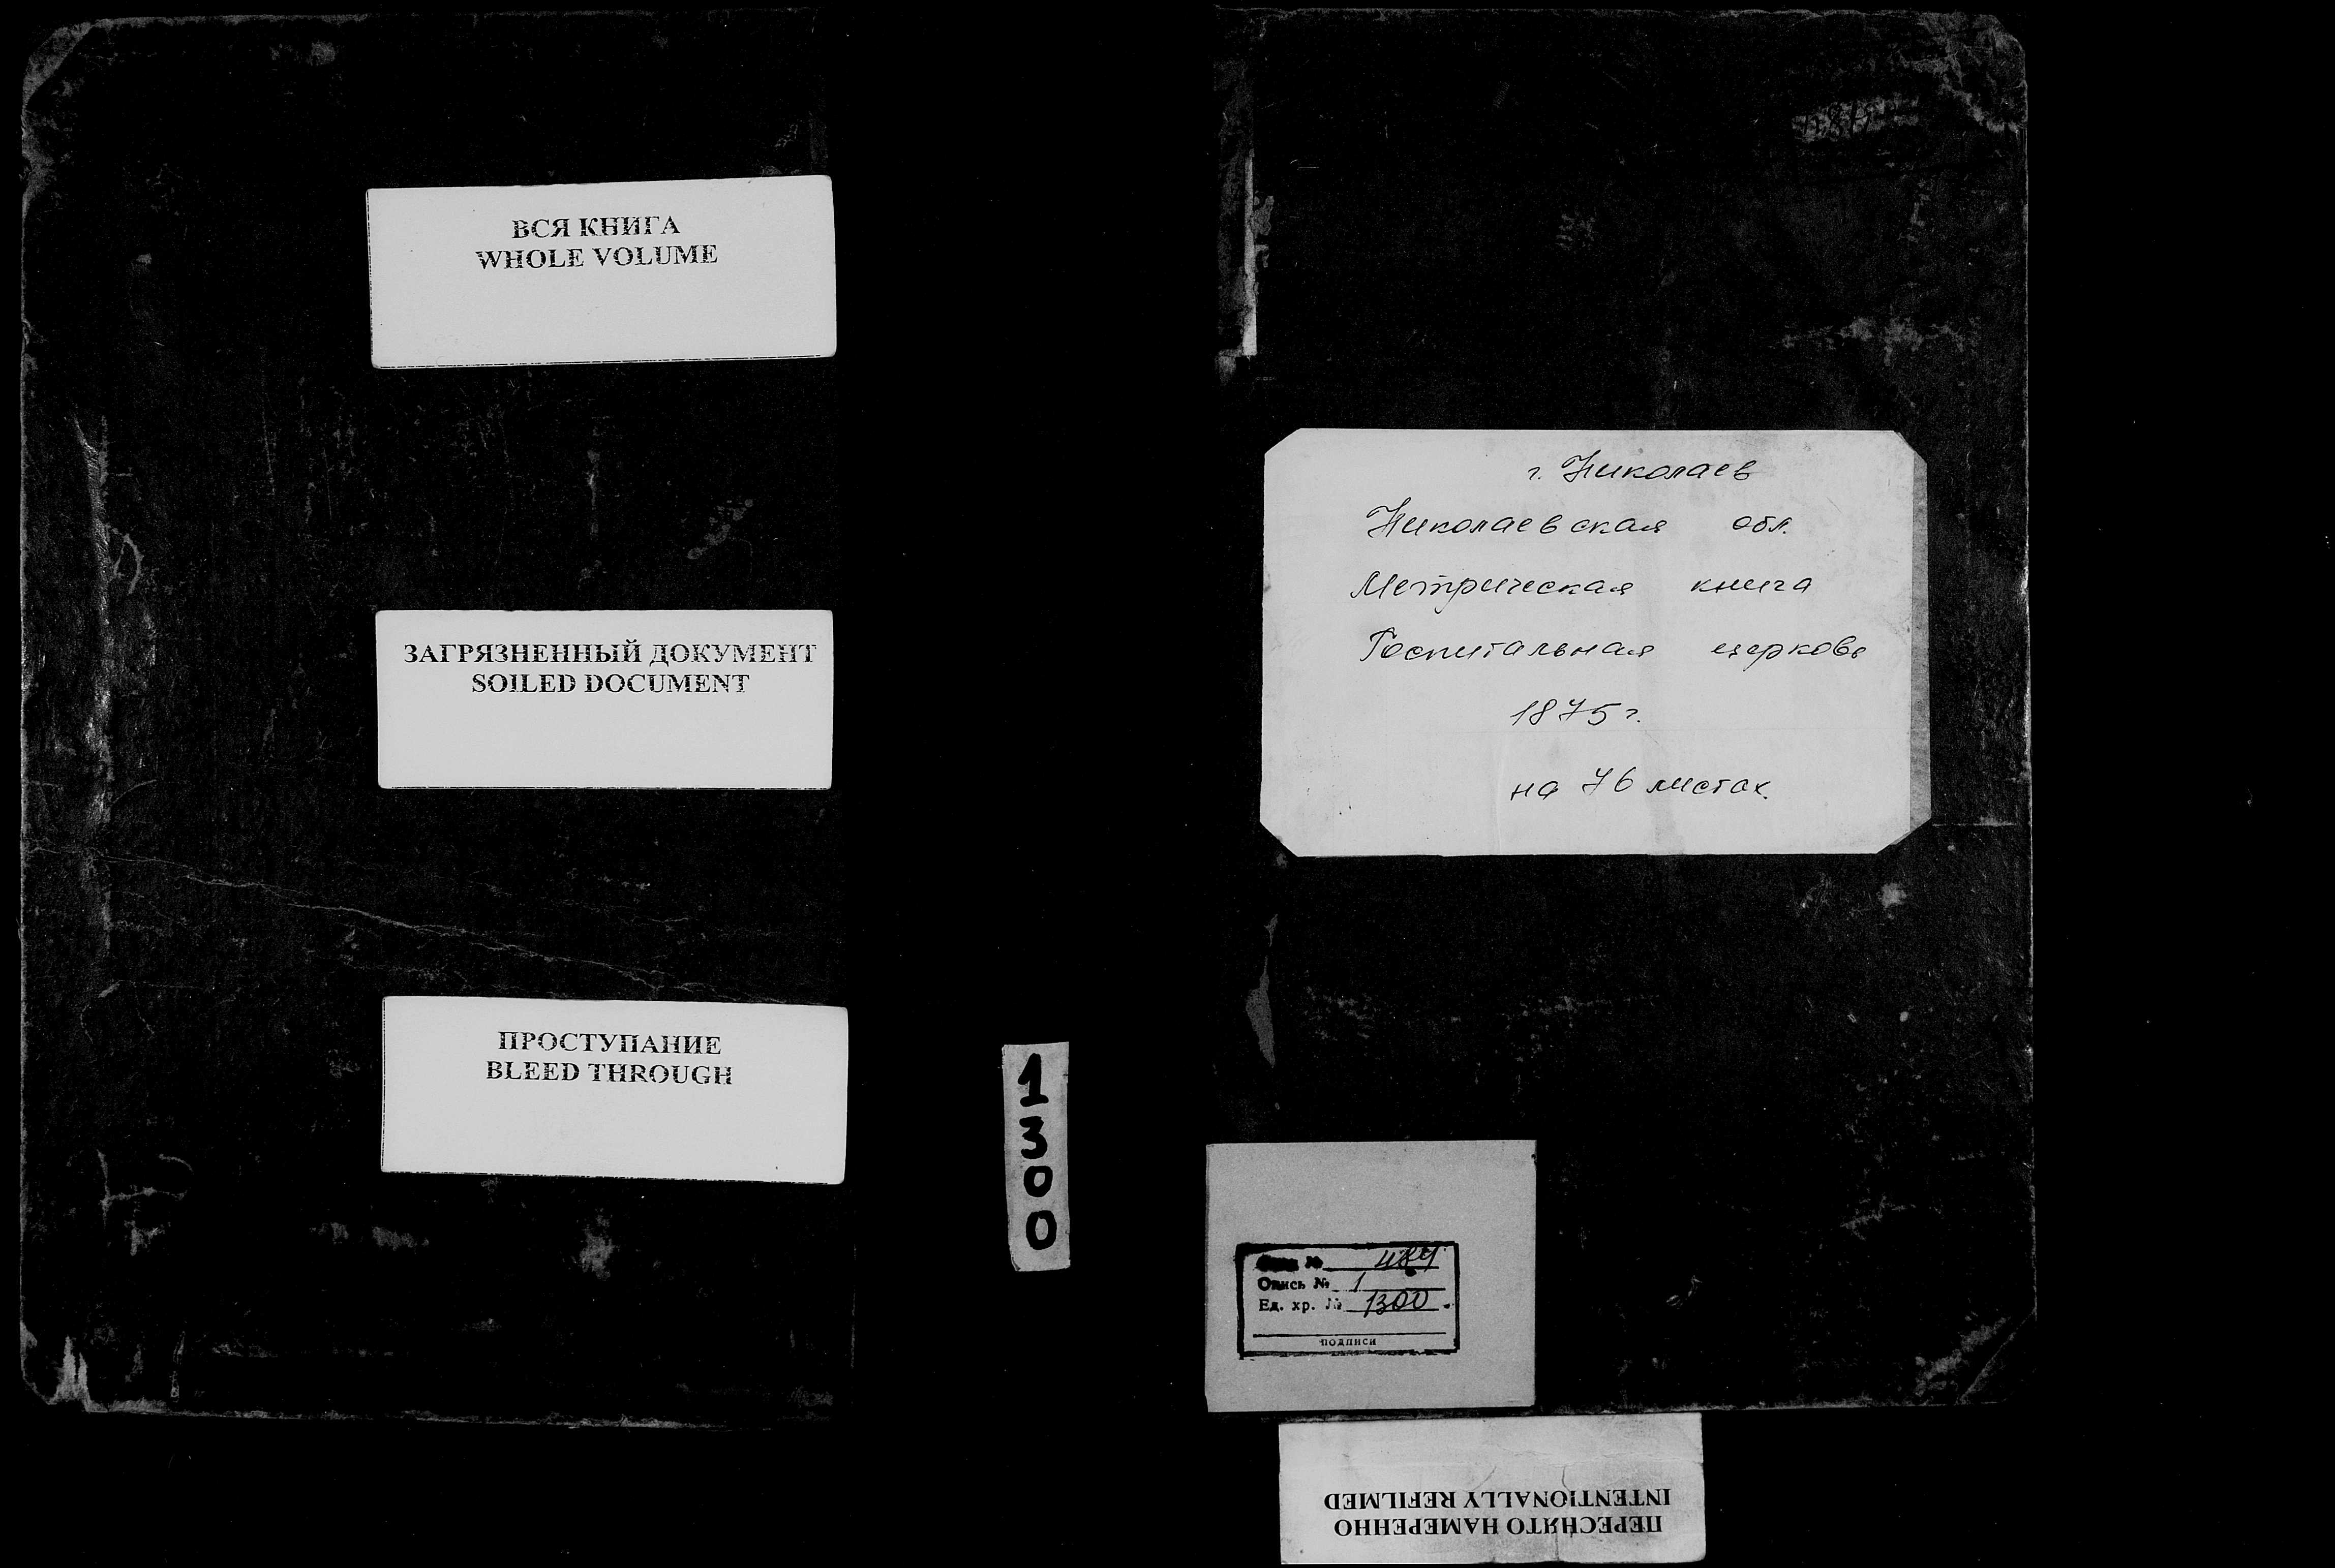 ВСЯ КНИГА
WHOLE VOLUME
ЗАГРЯЗНЕННЫЙ ДОКУМЕНТ
SOILED DOCUMENT
ПРОСТУПАНИЕ
BLEED THROUGH
1300
г. Николаев
Николаевская обл.
Метрическая книга
Госпитальная церковь
1875 г.
на 76 листах.
№
Опись № 1
Ед. хр. № 1300
подписи
ПЕРЕСНЯТО НАМЕРЕННО
INTENTIONALLY REFILMED